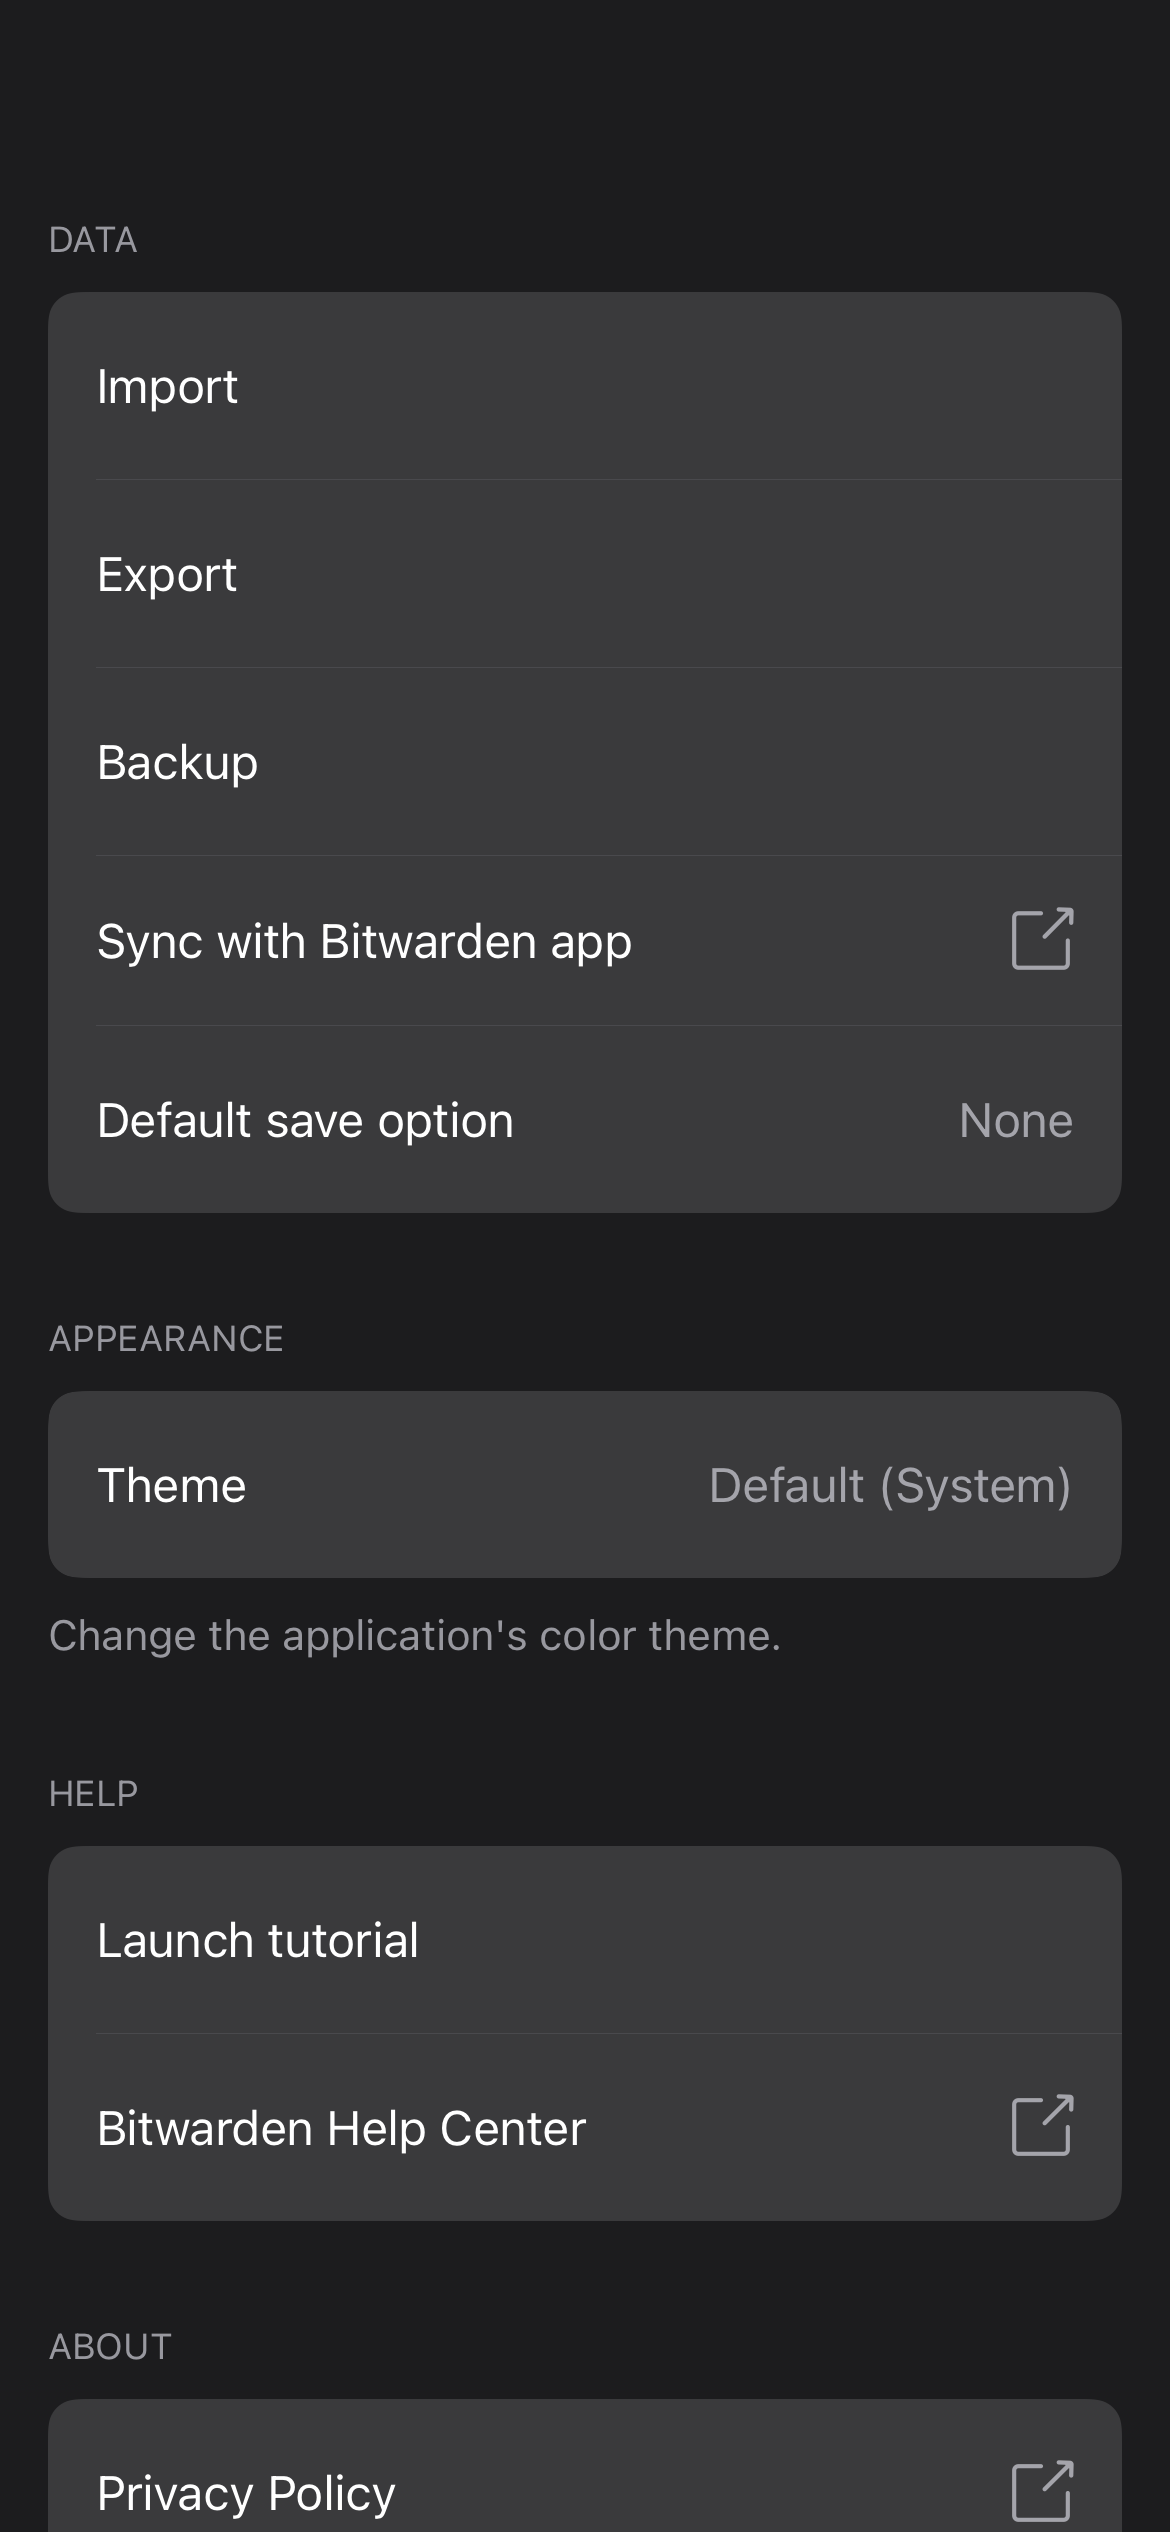 DATA
Import
Export
Backup
Sync with Bitwarden app
Default save option None
APPEARANCE
Theme Default (System)
Change the application's color theme.
HELP
Launch tutorial
Bitwarden Help Center
ABOUT
Privacy Policy